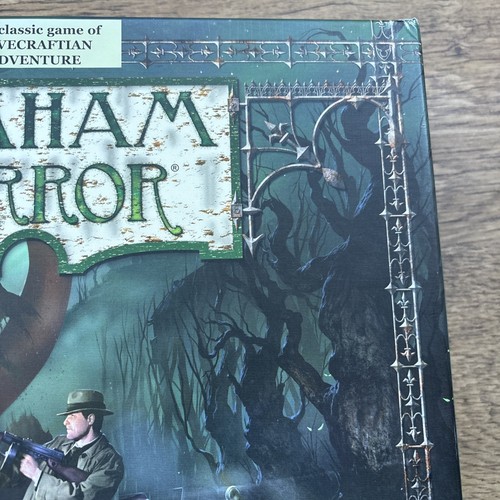 classic game of
VECRAFTIAN
DVENTURE
HAM
RROR®